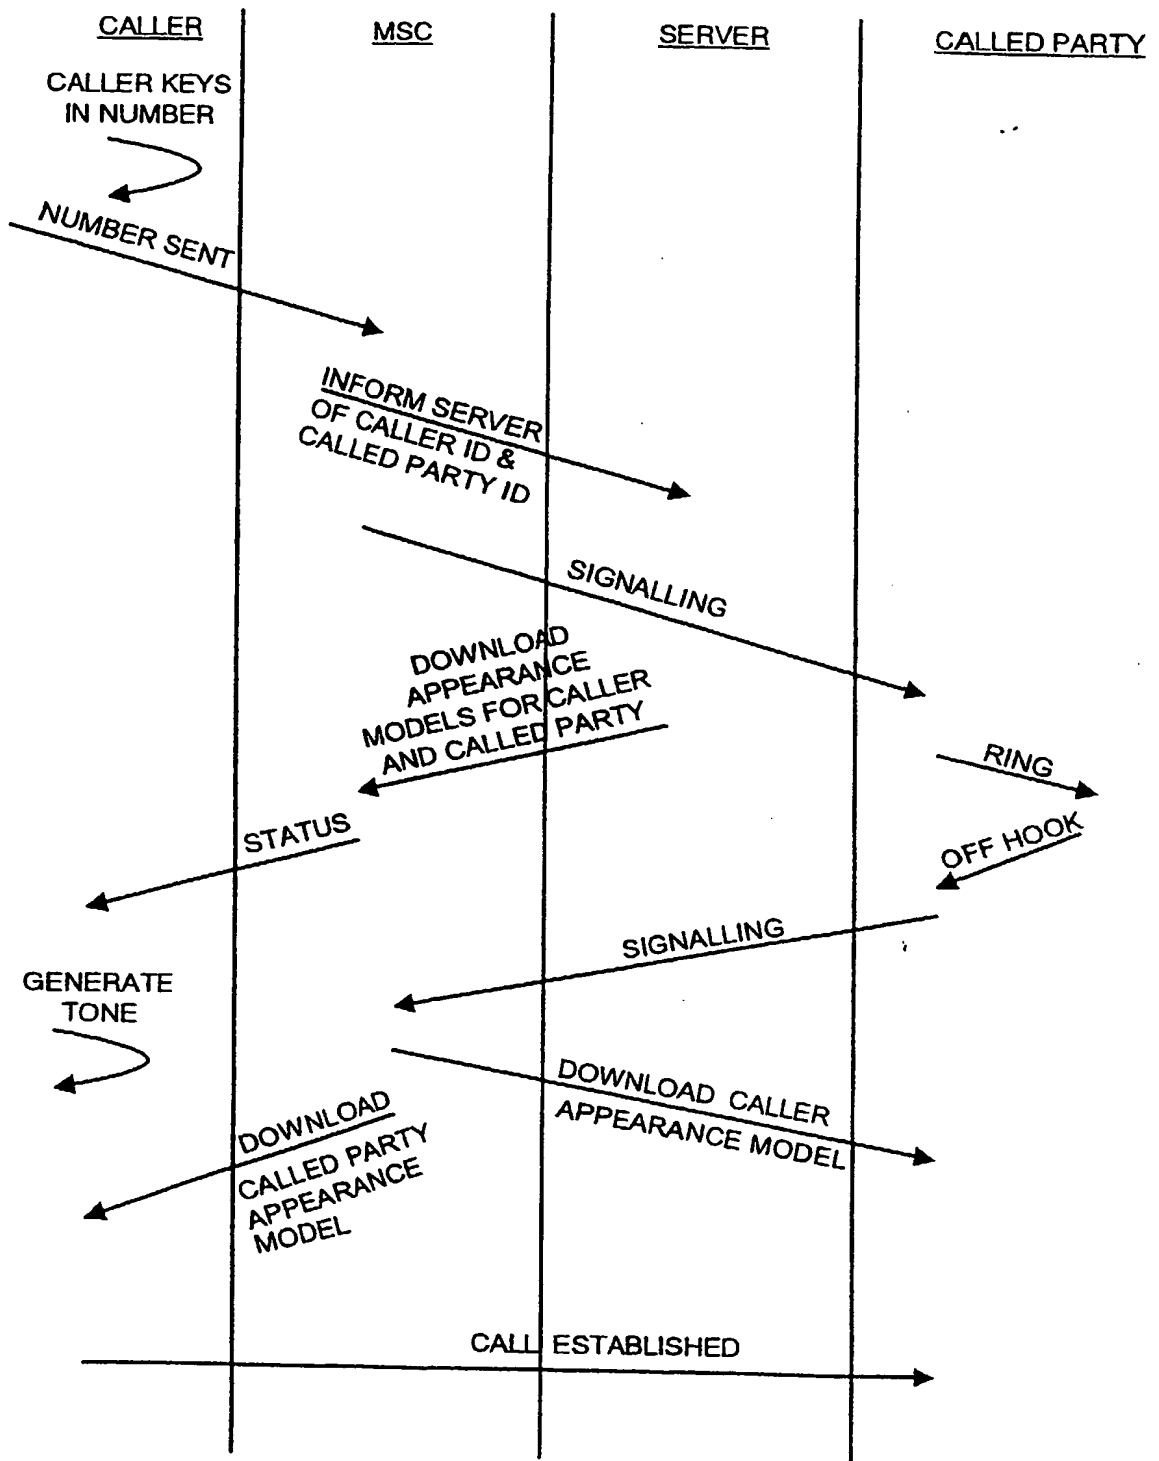 CALLER
MSC
SERVER
CALLED PARTY
CALLER KEYS
IN NUMBER
NUMBER SENT
INFORM SERVER
OF CALLER ID &
CALLED PARTY ID
SIGNALLING
DOWNLOAD
APPEARANCE
MODELS FOR CALLER
AND CALLED PARTY
RING
STATUS
OFF HOOK
SIGNALLING
GENERATE
TONE
DOWNLOAD CALLER
APPEARANCE MODEL
DOWNLOAD
CALLED PARTY
APPEARANCE
MODEL
CALL ESTABLISHED